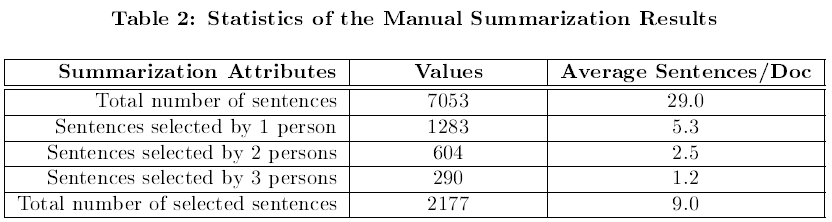 Table 2: Statistics of the Manual Summarization Results
Summarization Attributes Values Average Sentences/Doc
Total number of sentences 7053 29.0
Sentences selected by 1 person 1283 5.3
Sentences selected by 2 persons 604 2.5
Sentences selected by 3 persons 290 1.2
Total number of selected sentences 2177 9.0